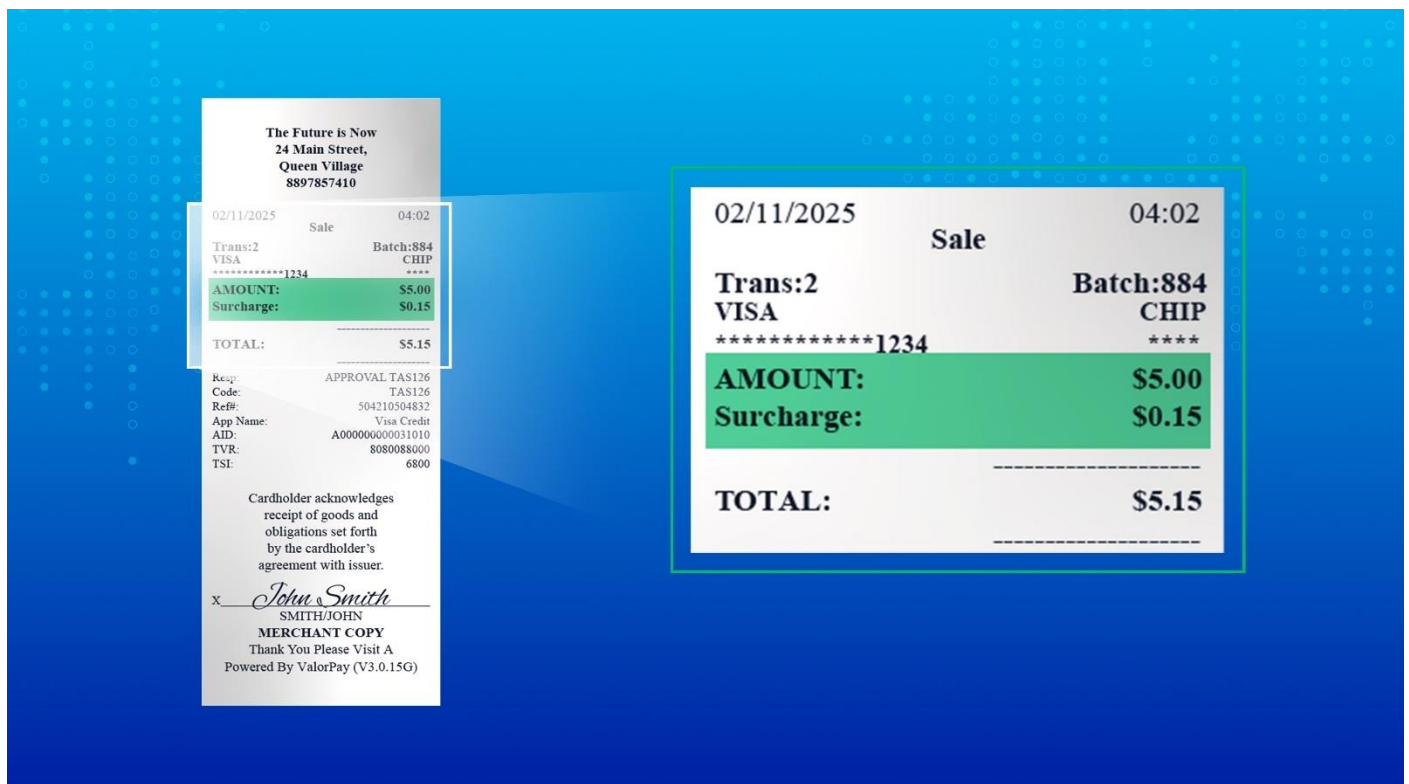 The Future is Now
24 Main Street,
Queen Village
8897857410
02/11/2025 04:02
Sale
Trans:2 Batch:884
VISA CHIP
************1234 ****
AMOUNT: $5.00
Surcharge: $0.15
--------------------
TOTAL: $5.15
--------------------
Resp: APPROVAL TAS126
Code: TAS126
Ref#: 504210504832
App Name: Visa Credit
AID: A00000000031010
TVR: 8080088000
TSI: 6800
Cardholder acknowledges
receipt of goods and
obligations set forth
by the cardholder’s
agreement with issuer.
x John Smith
SMITH/JOHN
MERCHANT COPY
Thank You Please Visit A
Powered By ValorPay (V3.0.15G)
02/11/2025 04:02
Sale
Trans:2 Batch:884
VISA CHIP
************1234 ****
AMOUNT: $5.00
Surcharge: $0.15
--------------------
TOTAL: $5.15
--------------------